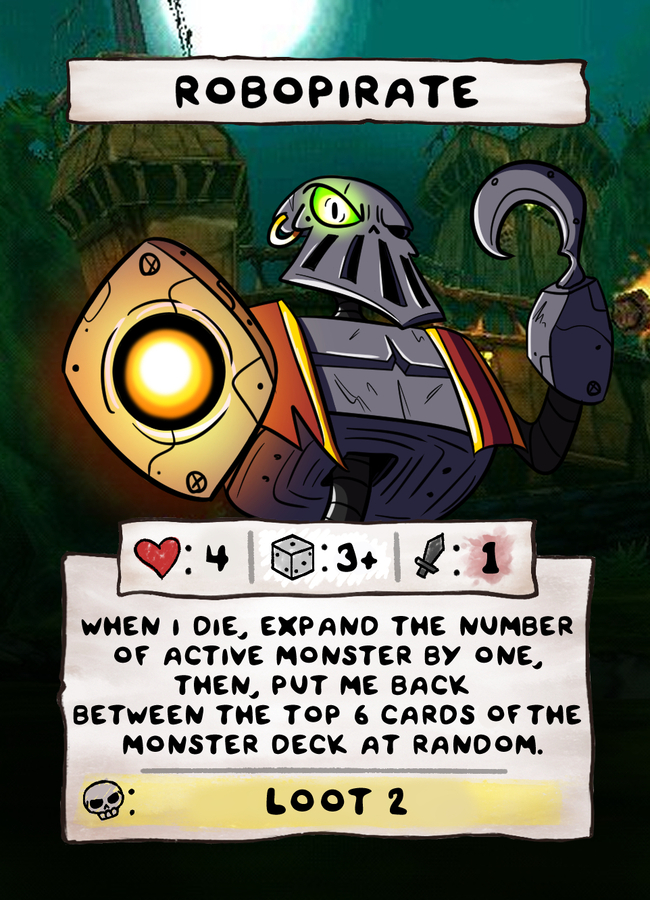 ROBOPIRATE
: 4 : 3+ : 1
WHEN I DIE, EXPAND THE NUMBER
OF ACTIVE MONSTER BY ONE,
THEN, PUT ME BACK
BETWEEN THE TOP 6 CARDS OF THE
MONSTER DECK AT RANDOM.
: LOOT 2